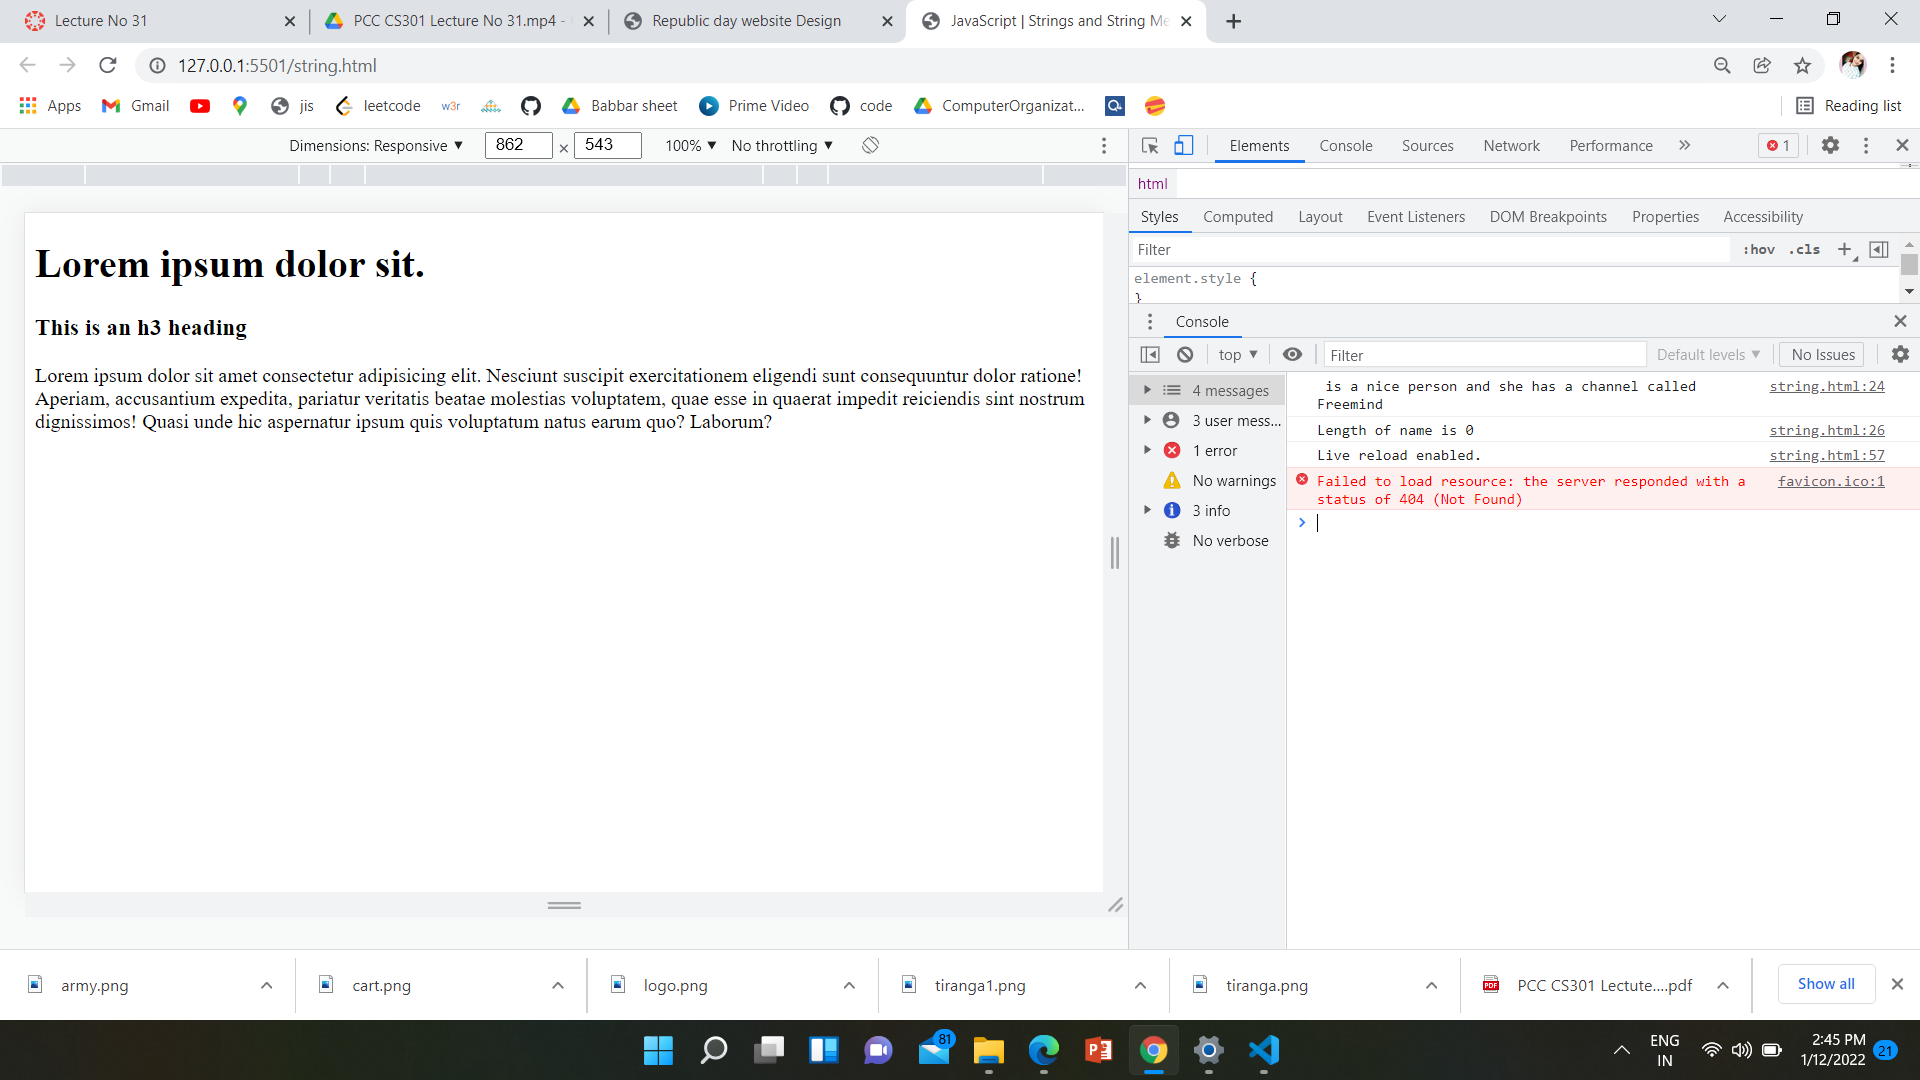 Lecture No 31
PCC CS301 Lecture No 31.mp4 -
Republic day website Design
JavaScript | Strings and String Me
127.0.0.1:5501/string.html
Apps
Gmail
jis
leetcode
w3r
Babbar sheet
Prime Video
code
ComputerOrganizat...
Reading list
Dimensions: Responsive
862 × 543
100%
No throttling
Elements
Console
Sources
Network
Performance
1
html
Styles
Computed
Layout
Event Listeners
DOM Breakpoints
Properties
Accessibility
Filter
:hov .cls
element.style {
}
Console
top
Filter
Default levels
No Issues
4 messages
3 user mess...
1 error
No warnings
3 info
No verbose
is a nice person and she has a channel called
Freemind
string.html:24
Length of name is 0
string.html:26
Live reload enabled.
string.html:57
Failed to load resource: the server responded with a
status of 404 (Not Found)
favicon.ico:1
Lorem ipsum dolor sit.
This is an h3 heading
Lorem ipsum dolor sit amet consectetur adipisicing elit. Nesciunt suscipit exercitationem eligendi sunt consequuntur dolor ratione!
Aperiam, accusantium expedita, pariatur veritatis beatae molestias voluptatem, quae esse in quaerat impedit reiciendis sint nostrum
dignissimos! Quasi unde hic aspernatur ipsum quis voluptatum natus earum quo? Laborum?
army.png
cart.png
logo.png
tiranga1.png
tiranga.png
PDF
PCC CS301 Lectute....pdf
Show all
81
ENG
IN
2:45 PM
1/12/2022
21